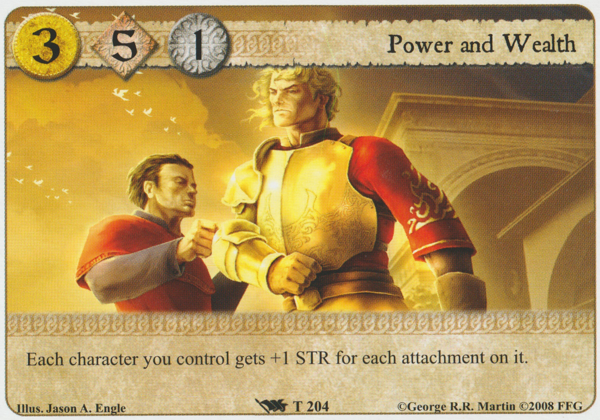 3 5 1 Power and Wealth
Each character you control gets +1 STR for each attachment on it.
Illus. Jason A. Engle T 204 ©George R.R. Martin ©2008 FFG